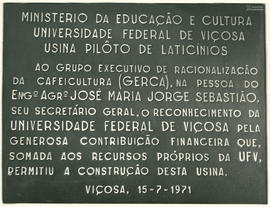 MINISTERIO DA EDUCAÇÃO E CULTURA
UNIVERSIDADE FEDERAL DE VIÇOSA
USINA PILÔTO DE LATICÍNIOS
AO GRUPO EXECUTIVO DE RACIONALIZAÇÃO
DA CAFEICULTURA (GERCA), NA PESSOA DO
ENGº AGRº JOSÉ MARIA JORGE SEBASTIÃO,
SEU SECRETÁRIO GERAL, O RECONHECIMENTO DA
UNIVERSIDADE FEDERAL DE VIÇOSA PELA
GENEROSA CONTRIBUIÇÃO FINANCEIRA QUE,
SOMADA AOS RECURSOS PRÓPRIOS DA UFV,
PERMITIU A CONSTRUÇÃO DESTA USINA.
VIÇOSA, 15-7-1971